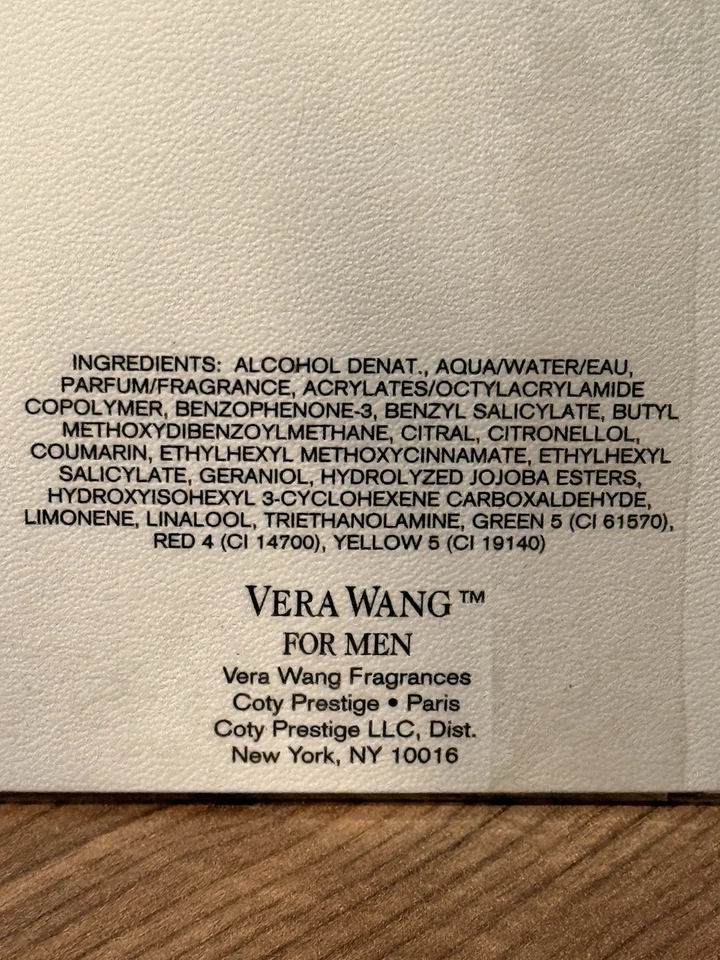 INGREDIENTS: ALCOHOL DENAT., AQUA/WATER/EAU,
PARFUM/FRAGRANCE, ACRYLATES/OCTYLACRYLAMIDE
COPOLYMER, BENZOPHENONE-3, BENZYL SALICYLATE, BUTYL
METHOXYDIBENZOYLMETHANE, CITRAL, CITRONELLOL,
COUMARIN, ETHYLHEXYL METHOXYCINNAMATE, ETHYLHEXYL
SALICYLATE, GERANIOL, HYDROLYZED JOJOBA ESTERS,
HYDROXYISOHEXYL 3-CYCLOHEXENE CARBOXALDEHYDE,
LIMONENE, LINALOOL, TRIETHANOLAMINE, GREEN 5 (CI 61570),
RED 4 (CI 14700), YELLOW 5 (CI 19140)
VERA WANG™
FOR MEN
Vera Wang Fragrances
Coty Prestige • Paris
Coty Prestige LLC, Dist.
New York, NY 10016